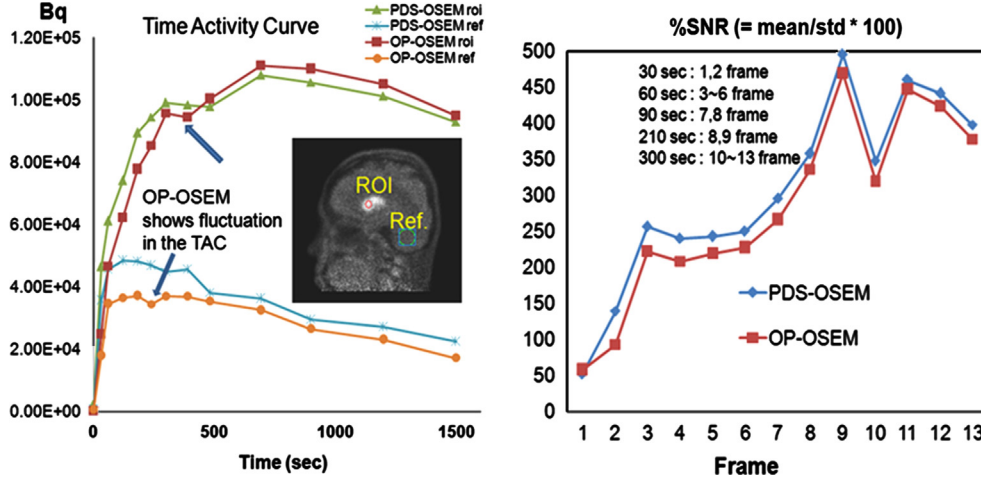 Bq
Time Activity Curve
PDS-OSEM roi
PDS-OSEM ref
OP-OSEM roi
OP-OSEM ref
1.20E+05
1.00E+05
8.00E+04
6.00E+04
4.00E+04
2.00E+04
0.00E+00
OP-OSEM
shows fluctuation
in the TAC
ROI
Ref.
0 500 1000 1500
Time (sec)
%SNR (= mean/std * 100)
500
450
400
350
300
250
200
150
100
50
0
30 sec : 1,2 frame
60 sec : 3~6 frame
90 sec : 7,8 frame
210 sec : 8,9 frame
300 sec : 10~13 frame
PDS-OSEM
OP-OSEM
1 2 3 4 5 6 7 8 9 10 11 12 13
Frame